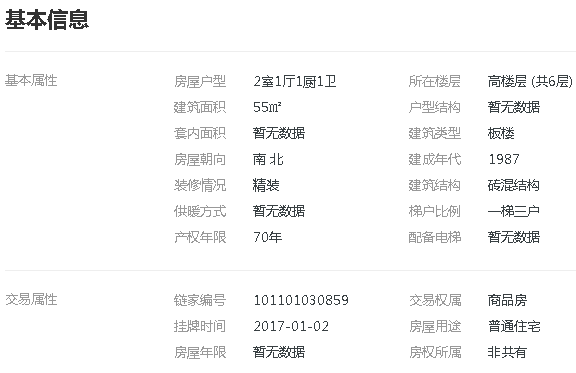 基本信息
基本属性 房屋户型 2室1厅1厨1卫 所在楼层 高楼层 (共6层)
建筑面积 55㎡ 户型结构 暂无数据
套内面积 暂无数据 建筑类型 板楼
房屋朝向 南 北 建成年代 1987
装修情况 精装 建筑结构 砖混结构
供暖方式 暂无数据 梯户比例 一梯三户
产权年限 70年 配备电梯 暂无数据
交易属性 链家编号 101101030859 交易权属 商品房
挂牌时间 2017-01-02 房屋用途 普通住宅
房屋年限 暂无数据 房权所属 非共有